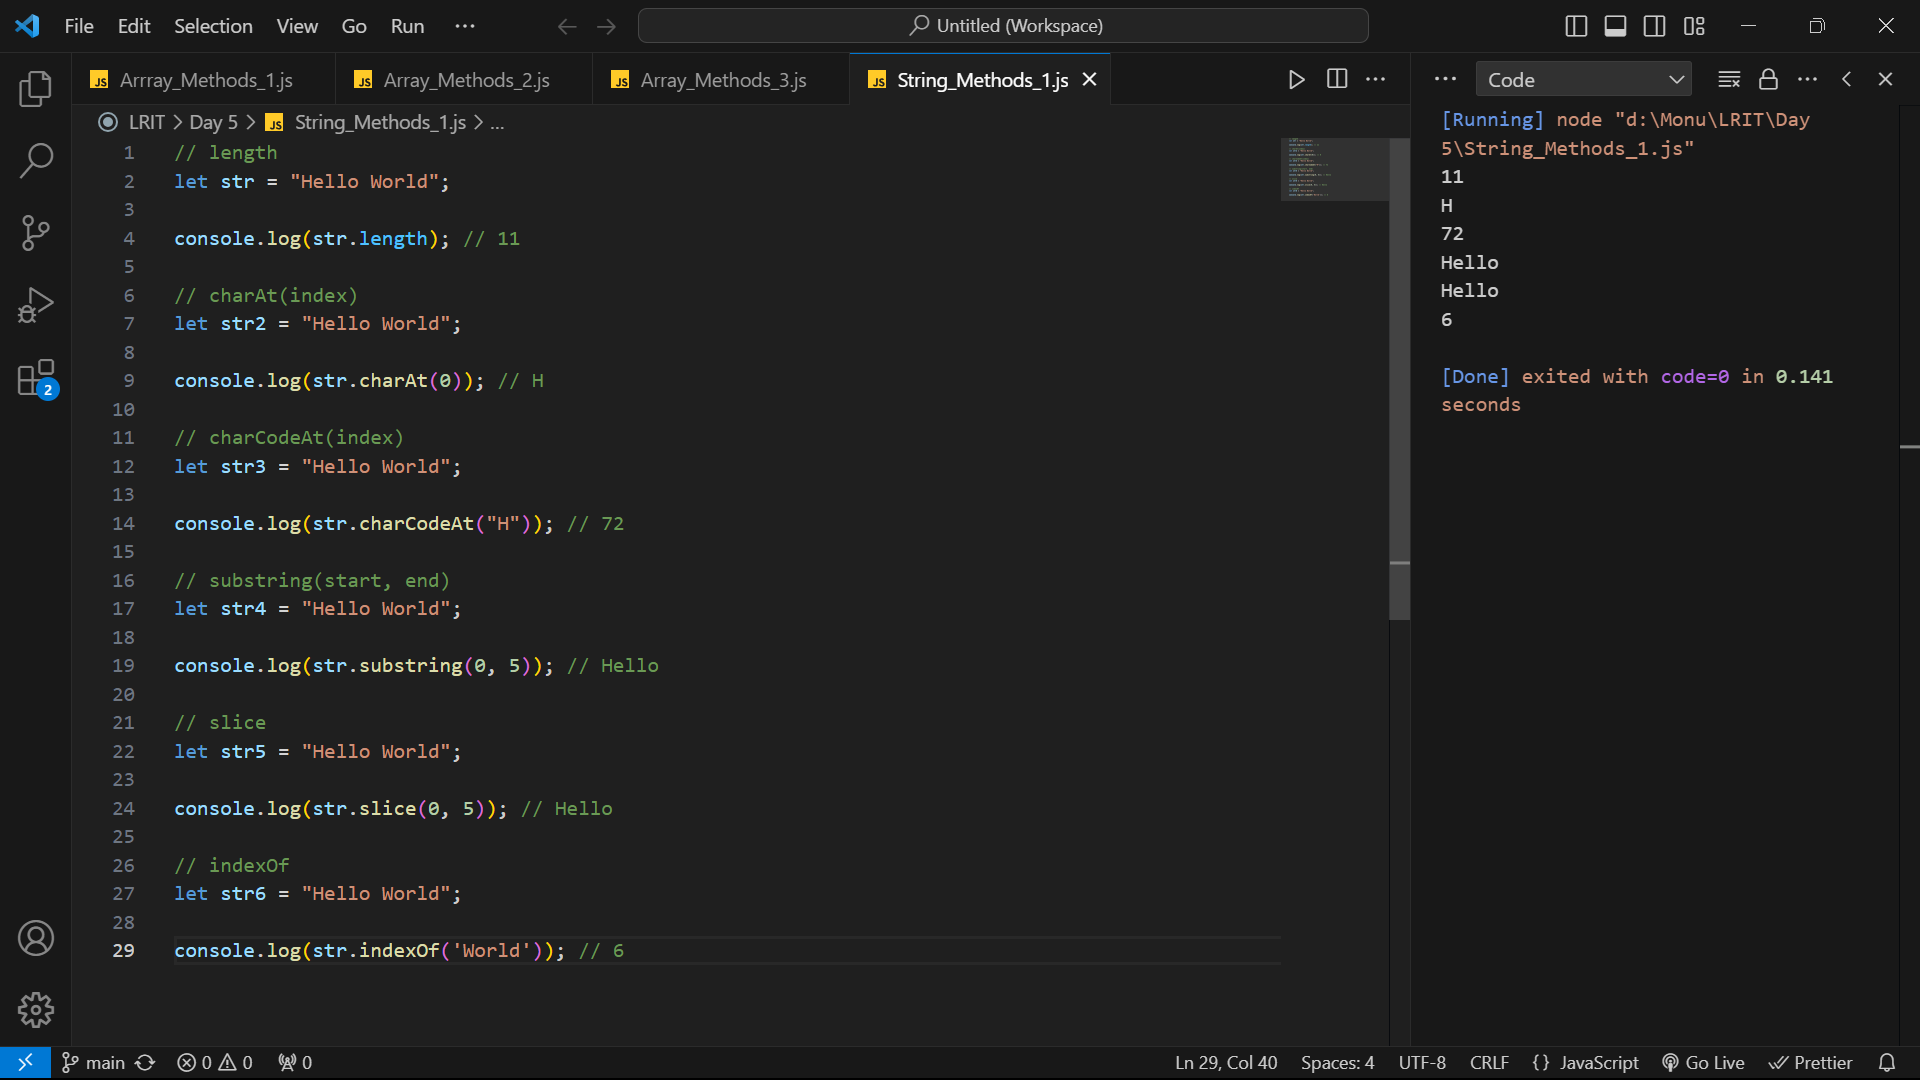 File Edit Selection View Go Run ··· Untitled (Workspace)
JS Arrray_Methods_1.js JS Array_Methods_2.js JS Array_Methods_3.js JS String_Methods_1.js
LRIT > Day 5 > JS String_Methods_1.js > ...
1 // length
2 let str = "Hello World";
3
4 console.log(str.length); // 11
5
6 // charAt(index)
7 let str2 = "Hello World";
8
9 console.log(str.charAt(0)); // H
10
11 // charCodeAt(index)
12 let str3 = "Hello World";
13
14 console.log(str.charCodeAt("H")); // 72
15
16 // substring(start, end)
17 let str4 = "Hello World";
18
19 console.log(str.substring(0, 5)); // Hello
20
21 // slice
22 let str5 = "Hello World";
23
24 console.log(str.slice(0, 5)); // Hello
25
26 // indexOf
27 let str6 = "Hello World";
28
29 console.log(str.indexOf('World')); // 6
2
Code
[Running] node "d:\Monu\LRIT\Day
5\String_Methods_1.js"
11
H
72
Hello
Hello
6
[Done] exited with code=0 in 0.141
seconds
main 0 0 0 Ln 29, Col 40 Spaces: 4 UTF-8 CRLF {} JavaScript Go Live Prettier